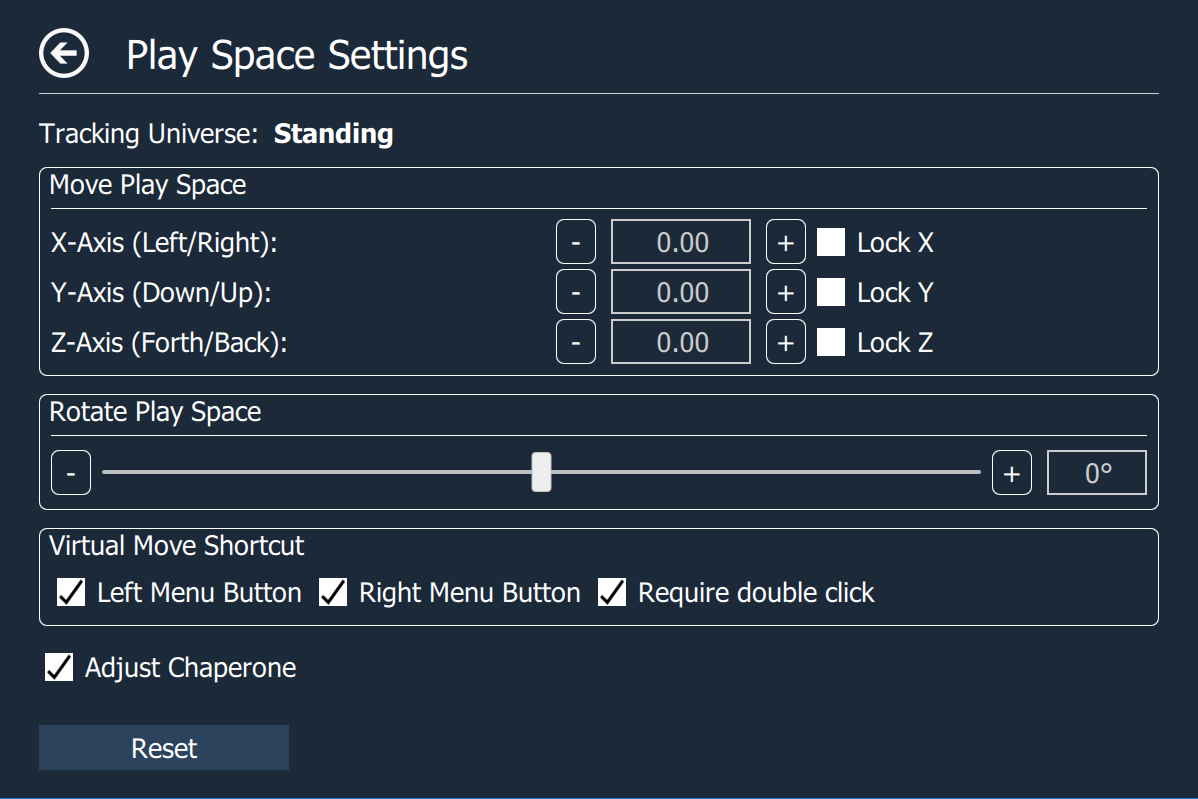 Play Space Settings
Tracking Universe: Standing
Move Play Space
X-Axis (Left/Right): - 0.00 + Lock X
Y-Axis (Down/Up): - 0.00 + Lock Y
Z-Axis (Forth/Back): - 0.00 + Lock Z
Rotate Play Space
- + 0°
Virtual Move Shortcut
Left Menu Button Right Menu Button Require double click
Adjust Chaperone
Reset